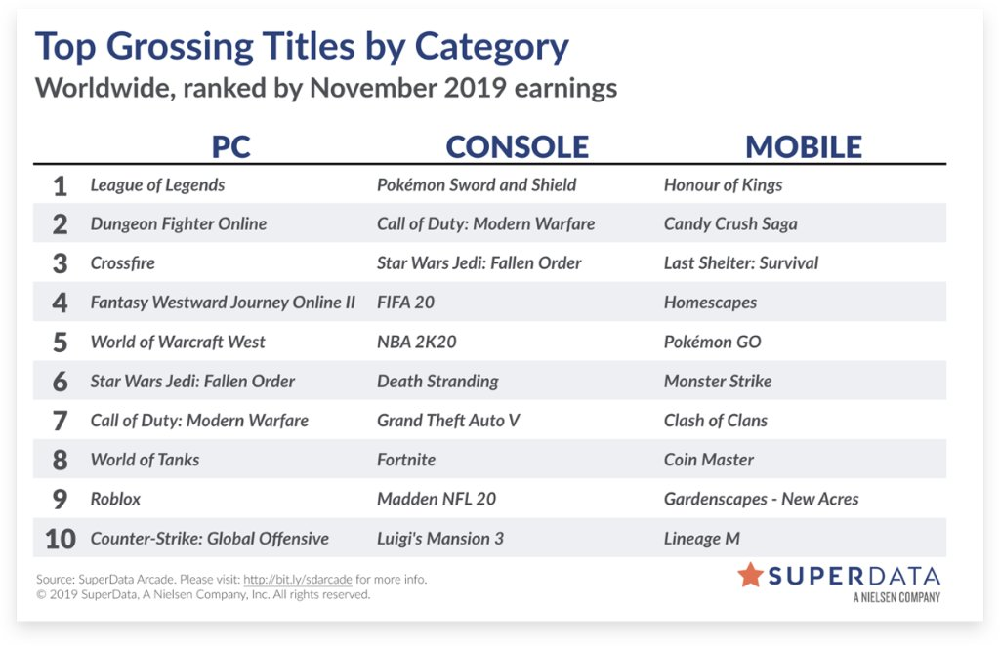 Top Grossing Titles by Category
Worldwide, ranked by November 2019 earnings
PC CONSOLE MOBILE
1 League of Legends Pokémon Sword and Shield Honour of Kings
2 Dungeon Fighter Online Call of Duty: Modern Warfare Candy Crush Saga
3 Crossfire Star Wars Jedi: Fallen Order Last Shelter: Survival
4 Fantasy Westward Journey Online II FIFA 20 Homescapes
5 World of Warcraft West NBA 2K20 Pokémon GO
6 Star Wars Jedi: Fallen Order Death Stranding Monster Strike
7 Call of Duty: Modern Warfare Grand Theft Auto V Clash of Clans
8 World of Tanks Fortnite Coin Master
9 Roblox Madden NFL 20 Gardenscapes - New Acres
10 Counter-Strike: Global Offensive Luigi's Mansion 3 Lineage M
Source: SuperData Arcade. Please visit: http://bit.ly/sdarcade for more info.
© 2019 SuperData, A Nielsen Company, Inc. All rights reserved.
SUPERDATA
A NIELSEN COMPANY